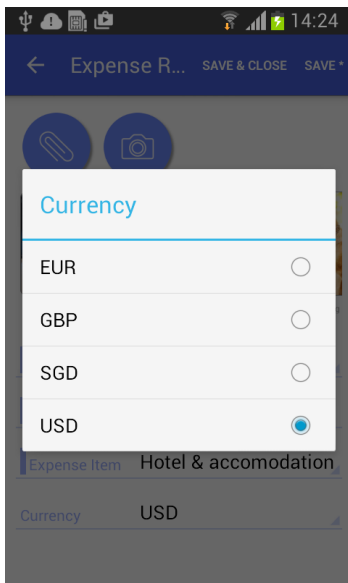 14:24
Expense R... SAVE & CLOSE SAVE *
Currency
EUR
GBP
SGD
USD
Expense Item Hotel & accomodation
Currency USD